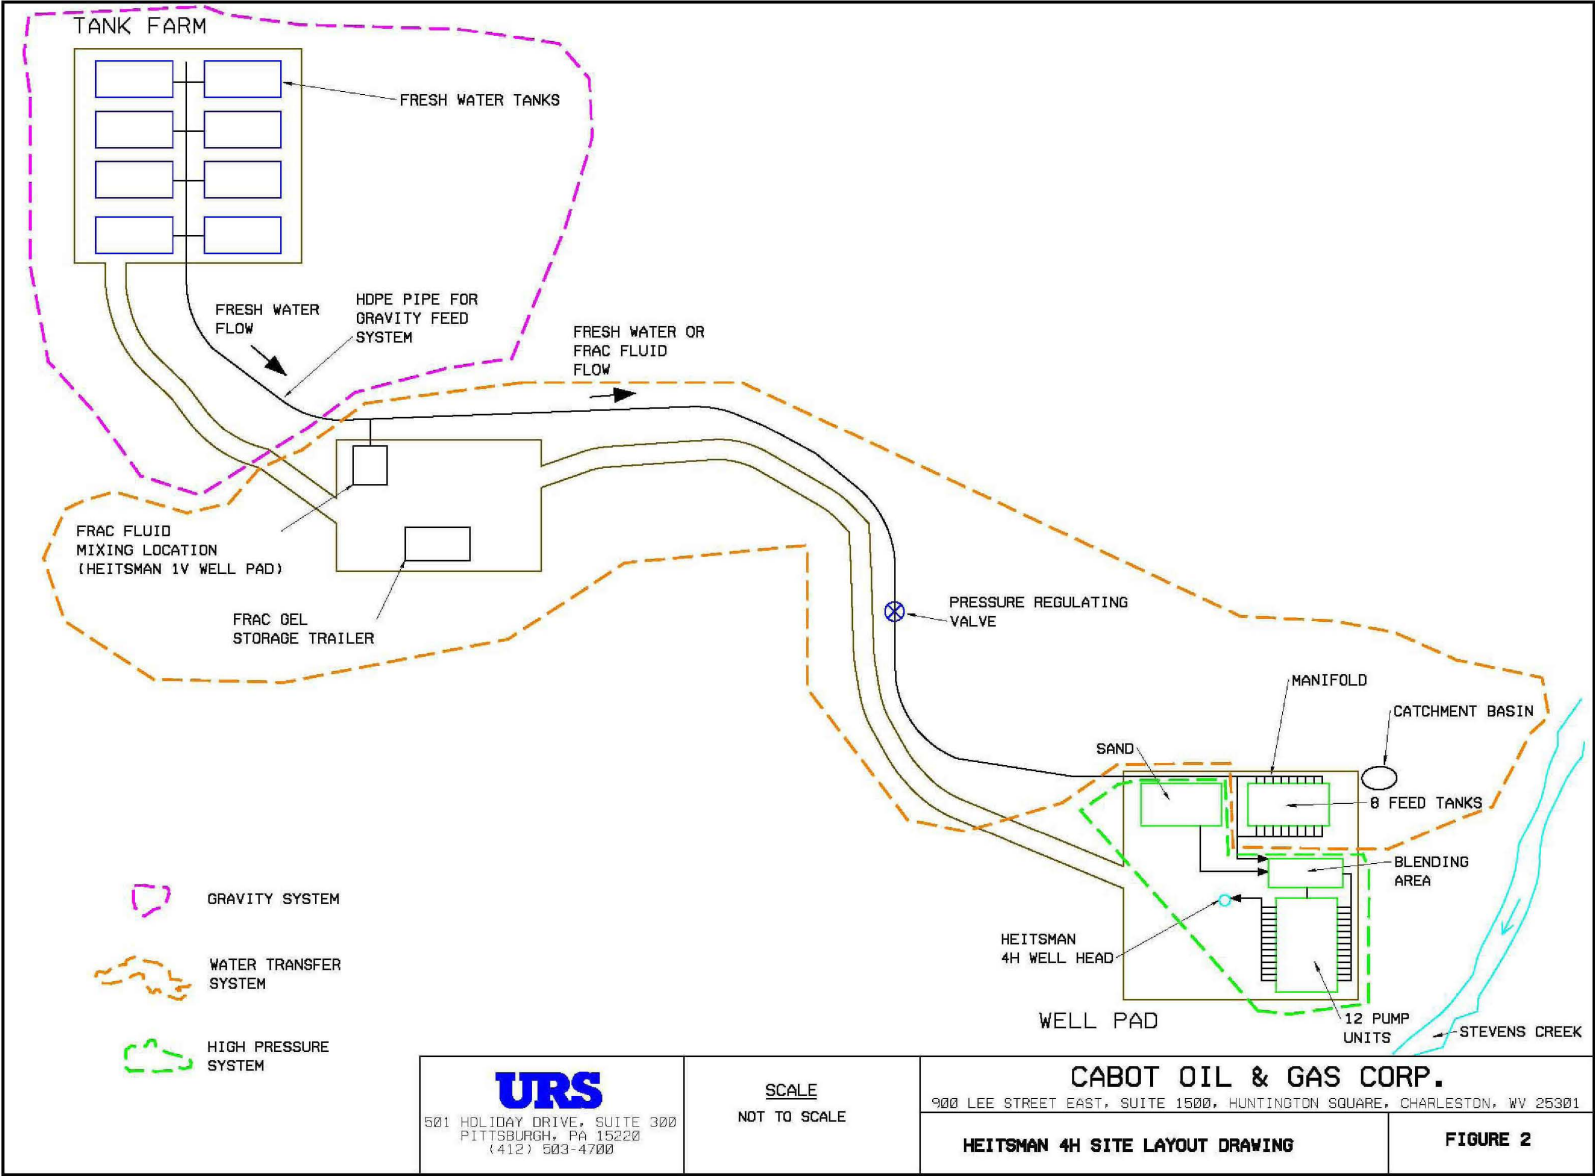 TANK FARM
FRESH WATER TANKS
FRESH WATER
FLOW
HDPE PIPE FOR
GRAVITY FEED
SYSTEM
FRESH WATER OR
FRAC FLUID
FLOW
FRAC FLUID
MIXING LOCATION
(HEITSMAN 1V WELL PAD)
FRAC GEL
STORAGE TRAILER
PRESSURE REGULATING
VALVE
MANIFOLD
CATCHMENT BASIN
SAND
8 FEED TANKS
BLENDING
AREA
HEITSMAN
4H WELL HEAD
WELL PAD
12 PUMP
UNITS
STEVENS CREEK
GRAVITY SYSTEM
WATER TRANSFER
SYSTEM
HIGH PRESSURE
SYSTEM
URS
501 HOLIDAY DRIVE, SUITE 300
PITTSBURGH, PA 15220
(412) 503-4700
SCALE
NOT TO SCALE
CABOT OIL & GAS CORP.
900 LEE STREET EAST, SUITE 1500, HUNTINGTON SQUARE, CHARLESTON, WV 25301
HEITSMAN 4H SITE LAYOUT DRAWING
FIGURE 2